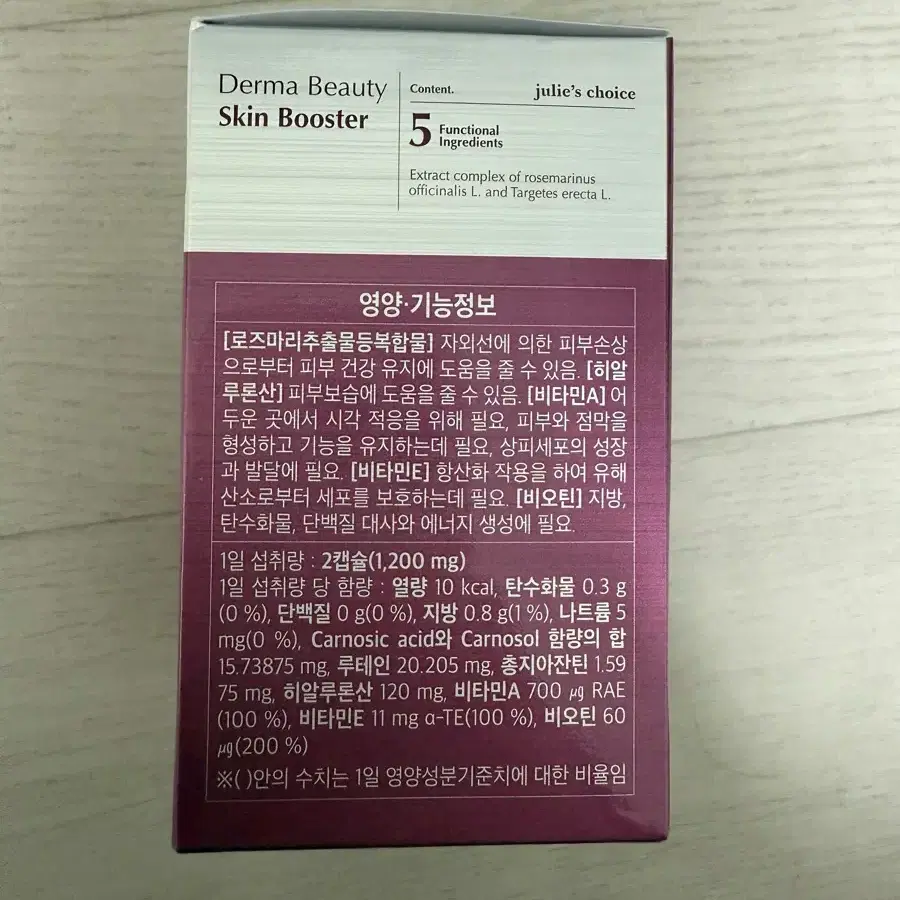 Derma Beauty
Skin Booster
Content.
julie's choice
5 Functional
Ingredients
Extract complex of rosemarinus
officinalis L. and Targetes erecta L.
영양·기능정보
[로즈마리추출물등복합물] 자외선에 의한 피부손상
으로부터 피부 건강 유지에 도움을 줄 수 있음. [히알
루론산] 피부보습에 도움을 줄 수 있음. [비타민A] 어
두운 곳에서 시각 적응을 위해 필요, 피부와 점막을
형성하고 기능을 유지하는데 필요, 상피세포의 성장
과 발달에 필요. [비타민E] 항산화 작용을 하여 유해
산소로부터 세포를 보호하는데 필요. [비오틴] 지방,
탄수화물, 단백질 대사와 에너지 생성에 필요.
1일 섭취량 : 2캡슐(1,200 mg)
1일 섭취량 당 함량 : 열량 10 kcal, 탄수화물 0.3 g
(0 %), 단백질 0 g(0 %), 지방 0.8 g(1 %), 나트륨 5
mg(0 %), Carnosic acid와 Carnosol 함량의 합
15.73875 mg, 루테인 20.205 mg, 총지아잔틴 1.59
75 mg, 히알루론산 120 mg, 비타민A 700 ㎍ RAE
(100 %), 비타민E 11 mg α-TE(100 %), 비오틴 60
㎍(200 %)
※( )안의 수치는 1일 영양성분기준치에 대한 비율임